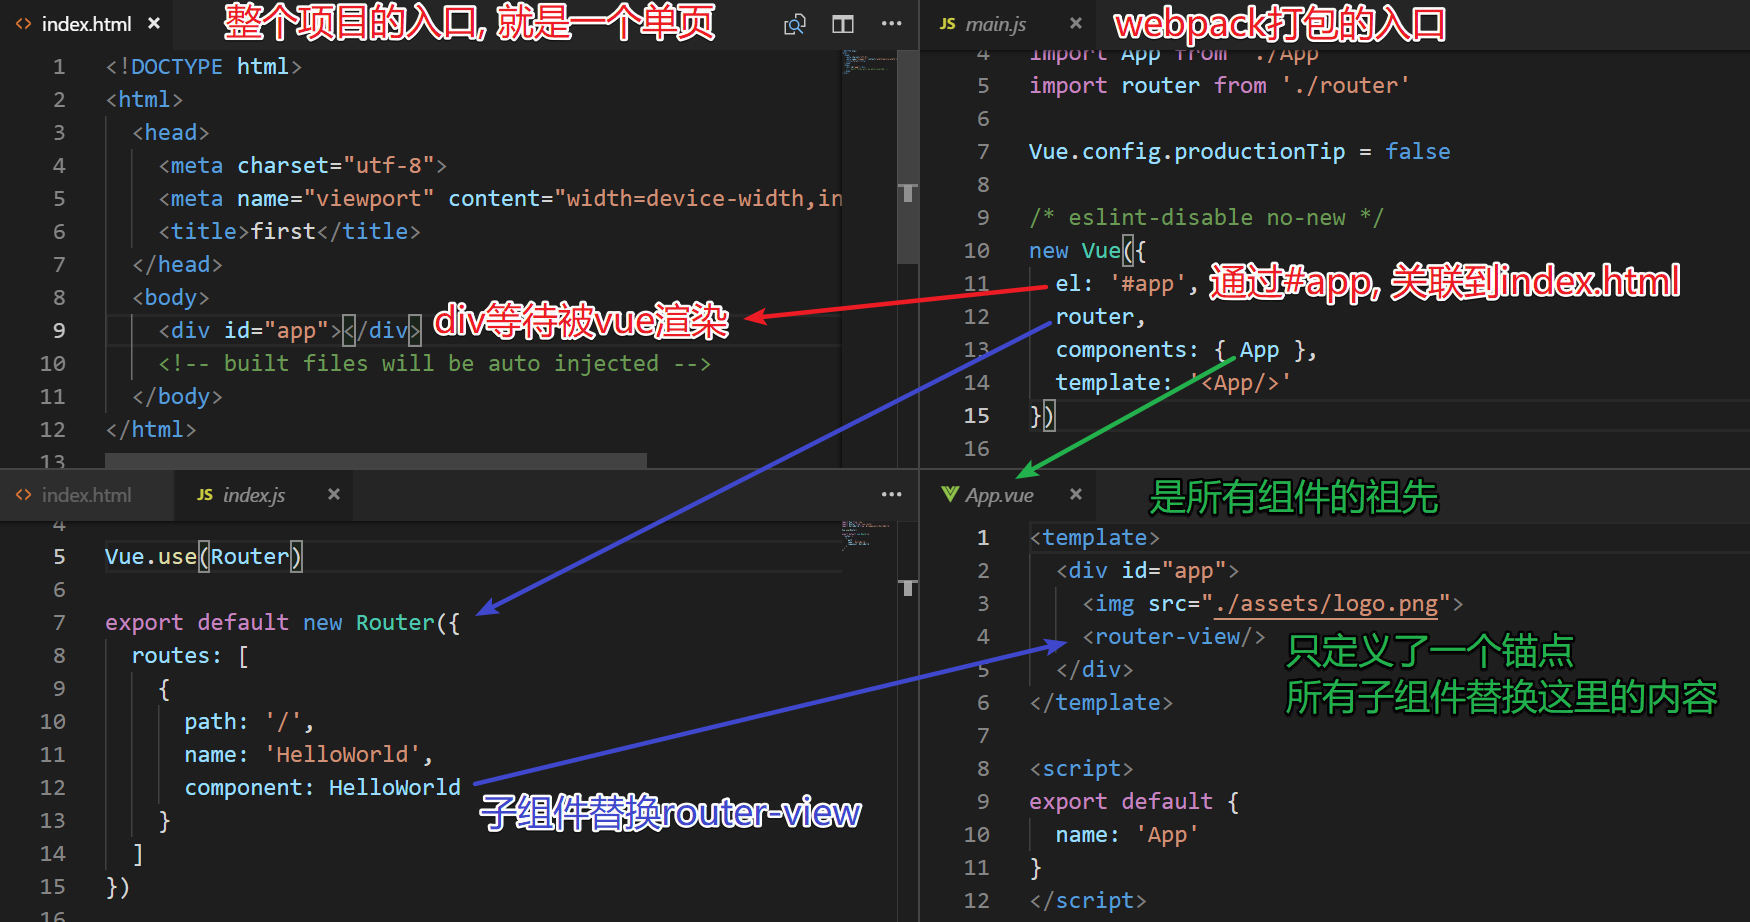 index.html ×
整个项目的入口, 就是一个单页
1 <!DOCTYPE html>
2 <html>
3 <head>
4 <meta charset="utf-8">
5 <meta name="viewport" content="width=device-width,in
6 <title>first</title>
7 </head>
8 <body>
9 <div id="app"></div>
div等待被vue渲染
10 <!-- built files will be auto injected -->
11 </body>
12 </html>
13
JS main.js ×
webpack打包的入口
4 import App from './App'
5 import router from './router'
6
7 Vue.config.productionTip = false
8
9 /* eslint-disable no-new */
10 new Vue({
11 el: '#app',
通过#app, 关联到index.html
12 router,
13 components: { App },
14 template: '<App/>'
15 })
16
index.html
JS index.js ×
4
5 Vue.use(Router)
6
7 export default new Router({
8 routes: [
9 {
10 path: '/',
11 name: 'HelloWorld',
12 component: HelloWorld
子组件替换router-view
13 }
14 ]
15 })
16
App.vue ×
是所有组件的祖先
1 <template>
2 <div id="app">
3 <img src="./assets/logo.png">
4 <router-view/>
只定义了一个锚点
所有子组件替换这里的内容
5 </div>
6 </template>
7
8 <script>
9 export default {
10 name: 'App'
11 }
12 </script>